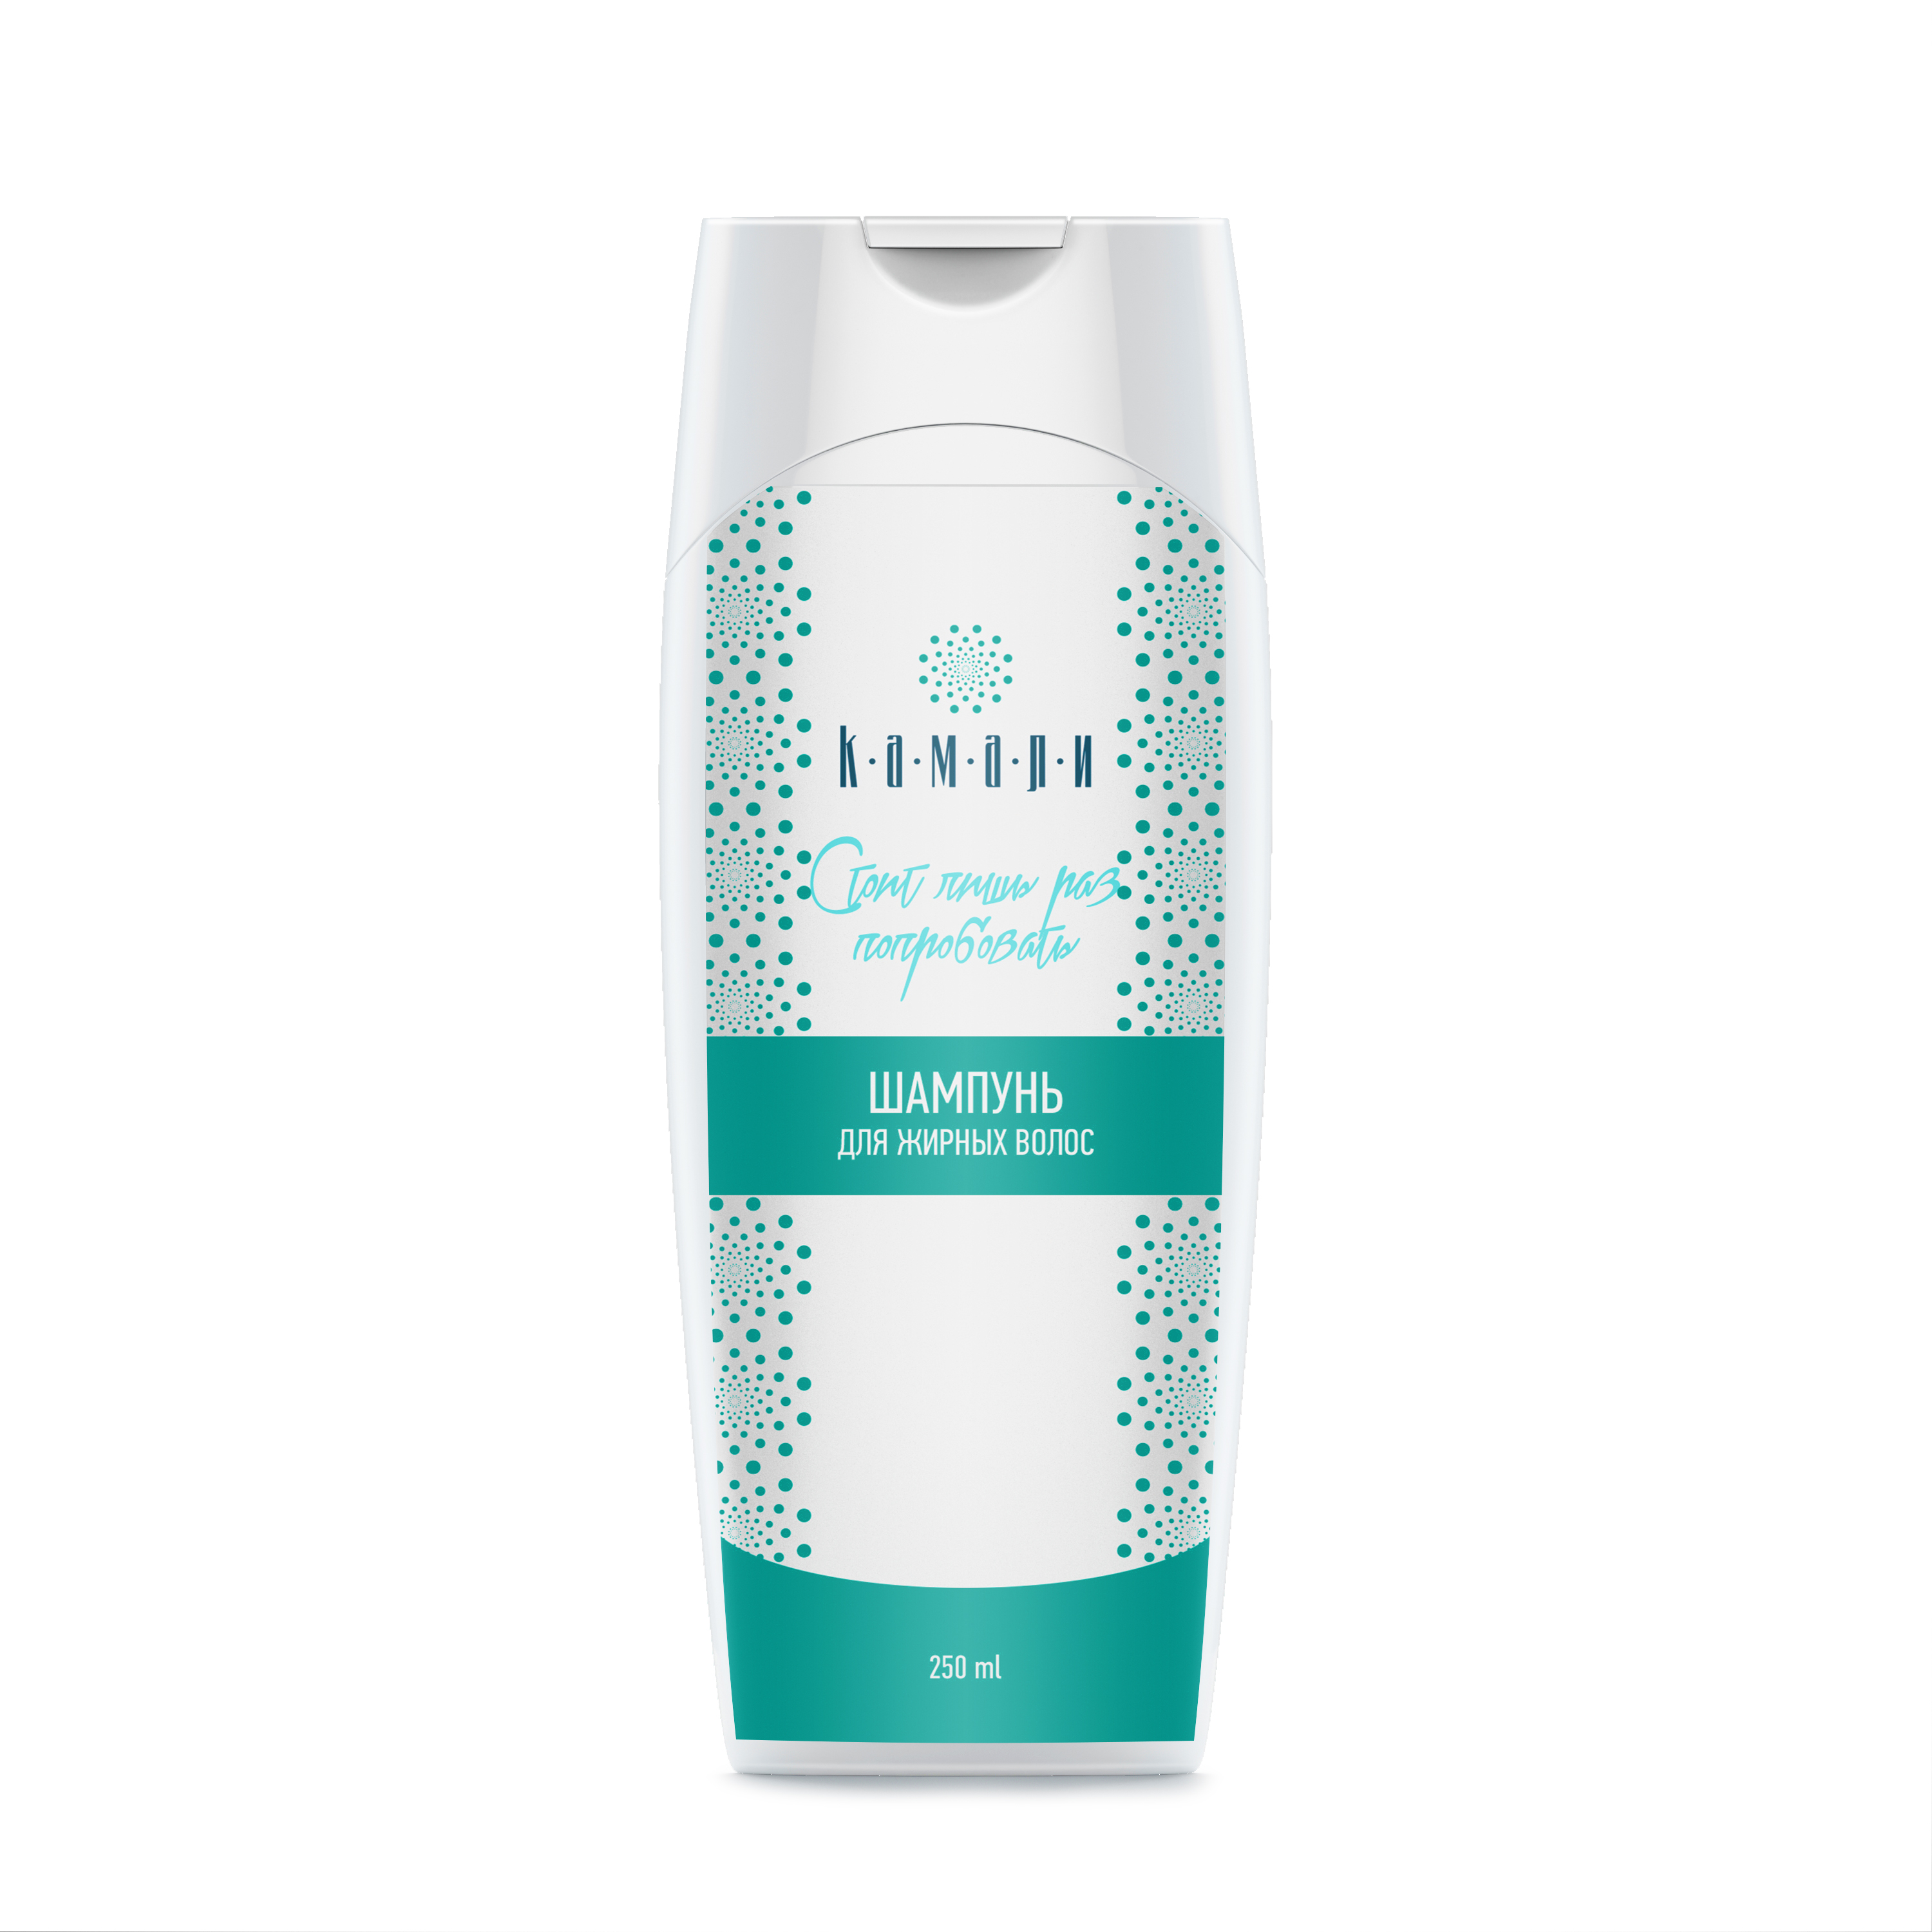 к·а·м·а·л·и
Стоит лишь раз
попробовать
ШАМПУНЬ
ДЛЯ ЖИРНЫХ ВОЛОС
250 ml